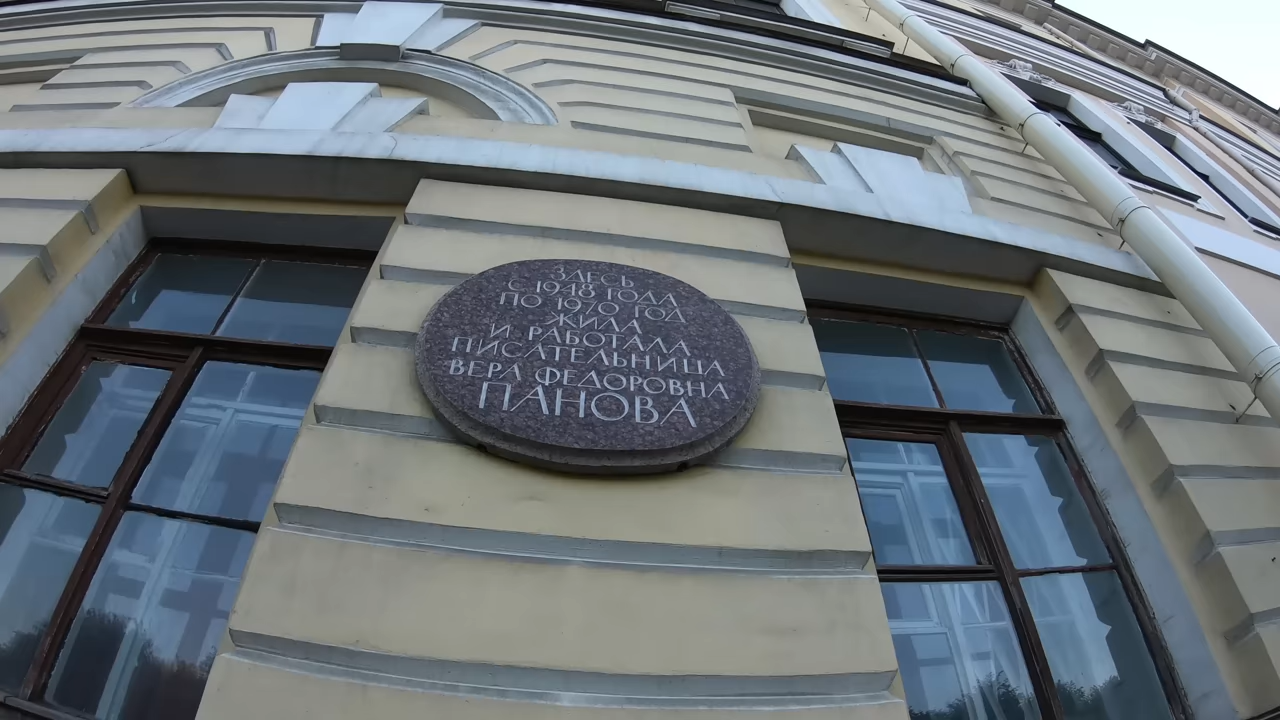 ЗДЕСЬ
С 1948 ГОДА
ПО 1970 ГОД
ЖИЛА
И РАБОТАЛА
ПИСАТЕЛЬНИЦА
ВЕРА ФЕДОРОВНА
ПАНОВА